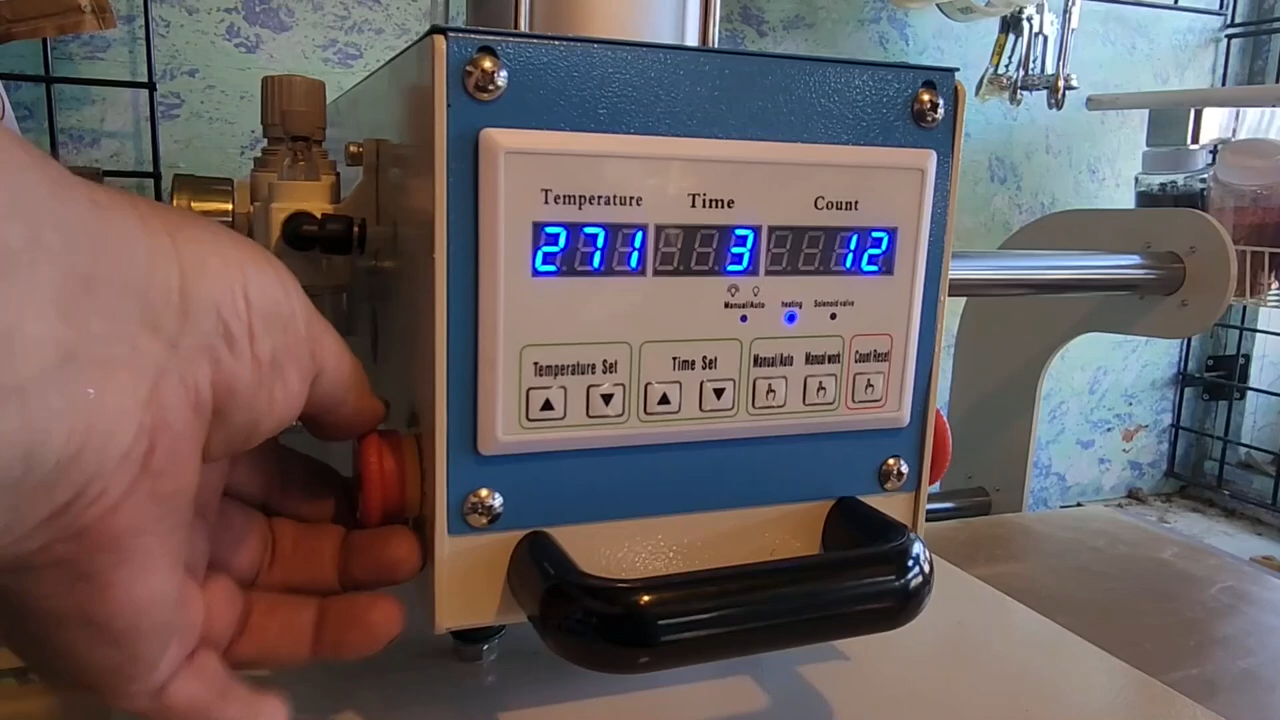 Temperature Time Count
271 3 12
Manual/Auto heating Solenoid valve
Temperature Set Time Set Manual/Auto Manual work Count Reset